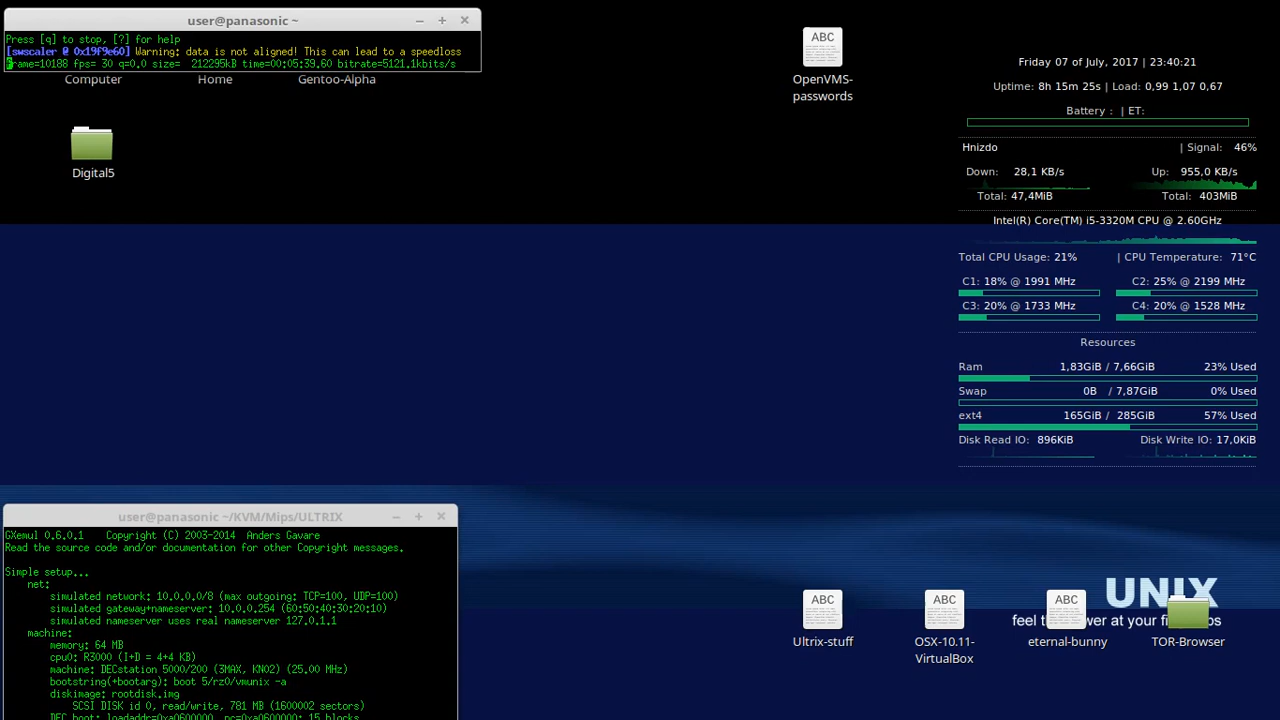 user@panasonic ~
Press [q] to stop, [?] for help
[swscaler @ 0x19f9e60] Warning: data is not aligned! This can lead to a speedloss
frame=10188 fps= 30 q=0.0 size=  212295kB time=00:05:39.60 bitrate=5121.1kbits/s
Computer
Home
Gentoo-Alpha
ABC
OpenVMS-
passwords
Digital5
Friday 07 of July, 2017 | 23:40:21
Uptime: 8h 15m 25s | Load: 0,99 1,07 0,67
Battery : | ET:
Hnizdo | Signal: 46%
Down: 28,1 KB/s Up: 955,0 KB/s
Total: 47,4MiB Total: 403MiB
Intel(R) Core(TM) i5-3320M CPU @ 2.60GHz
Total CPU Usage: 21% | CPU Temperature: 71°C
C1: 18% @ 1991 MHz C2: 25% @ 2199 MHz
C3: 20% @ 1733 MHz C4: 20% @ 1528 MHz
Resources
Ram 1,83GiB / 7,66GiB 23% Used
Swap 0B / 7,87GiB 0% Used
ext4 165GiB / 285GiB 57% Used
Disk Read IO: 896KiB Disk Write IO: 17,0KiB
user@panasonic ~/KVM/Mips/ULTRIX
GXemul 0.6.0.1    Copyright (C) 2003-2014  Anders Gavare
Read the source code and/or documentation for other Copyright messages.
Simple setup...
net:
simulated network: 10.0.0.0/8 (max outgoing: TCP=100, UDP=100)
simulated gateway+nameserver: 10.0.0.254 (60:50:40:30:20:10)
simulated nameserver uses real nameserver 127.0.1.1
machine:
memory: 64 MB
cpu0: R3000 (I+D = 4+4 KB)
machine: DECstation 5000/200 (3MAX, KN02) (25.00 MHz)
bootstring(+bootarg): boot 5/rz0/vmunix -a
diskimage: rootdisk.img
SCSI DISK id 0, read/write, 781 MB (1600002 sectors)
DEC boot: loadaddr=0xa0600000, pc=0xa0600000: 15 blocks
UNIX
feel
ABC
Ultrix-stuff
ABC
OSX-10.11-
VirtualBox
ABC
eternal-bunny
TOR-Browser